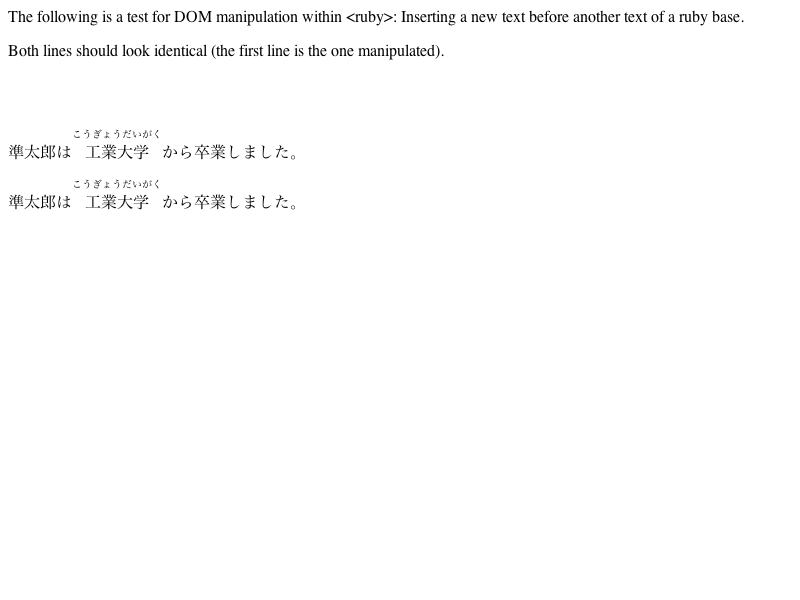 The following is a test for DOM manipulation within <ruby>: Inserting a new text before another text of a ruby base.
Both lines should look identical (the first line is the one manipulated).
こうぎょうだいがく
準太郎は 工業大学 から卒業しました。
こうぎょうだいがく
準太郎は 工業大学 から卒業しました。